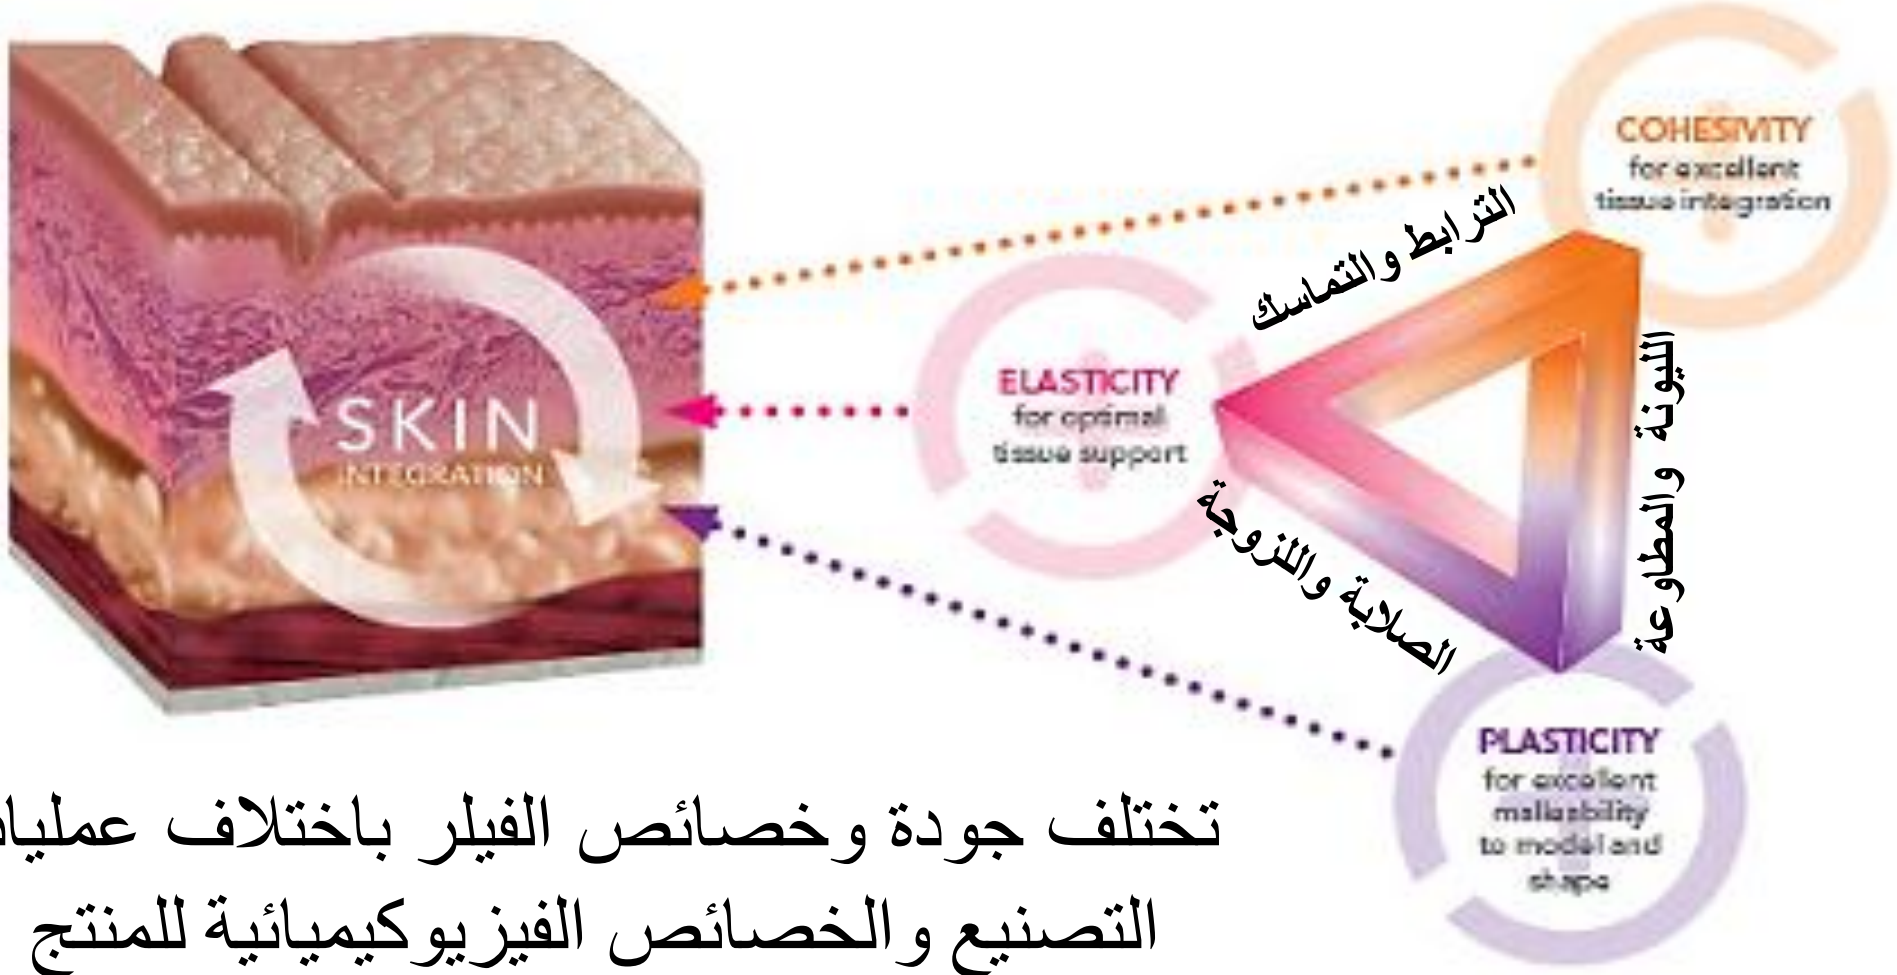 COHESIVITY
for excellent
tissue integration
الترابط والتماسك
ELASTICITY
for optimal
tissue support
الليونة والمطاوعة
SKIN
INTEGRATION
الصلابة واللزوجة
PLASTICITY
for excellent
malleability
to model and
shape
تختلف جودة وخصائص الفيلر باختلاف
التصنيع والخصائص الفيزيوكيميائية للمنتج